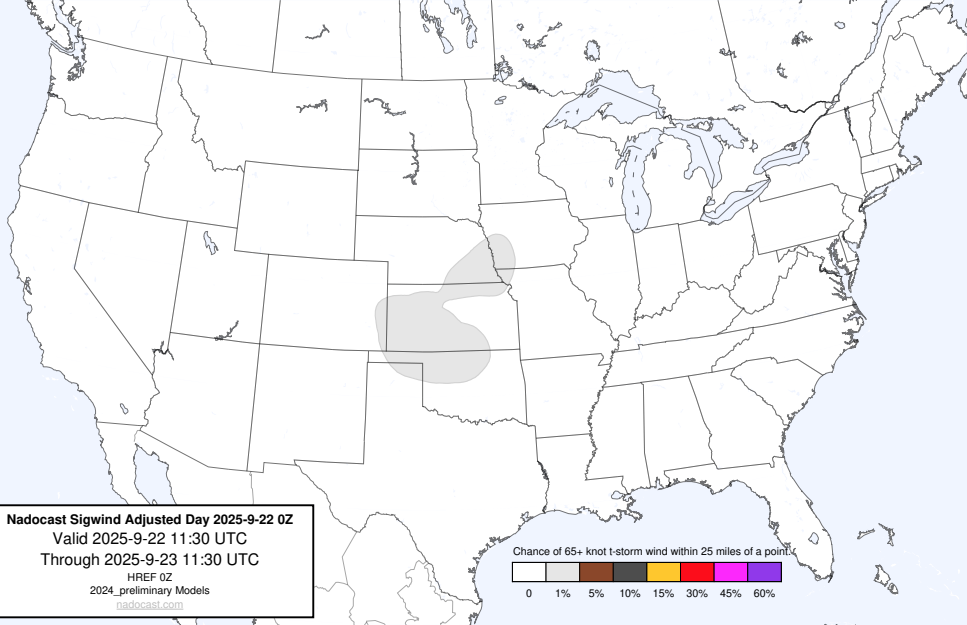 Nadocast Sigwind Adjusted Day 2025-9-22 0Z
Valid 2025-9-22 11:30 UTC
Through 2025-9-23 11:30 UTC
HREF 0Z
2024_preliminary Models
nadocast.com
Chance of 65+ knot t-storm wind within 25 miles of a point.
0 1% 5% 10% 15% 30% 45% 60%